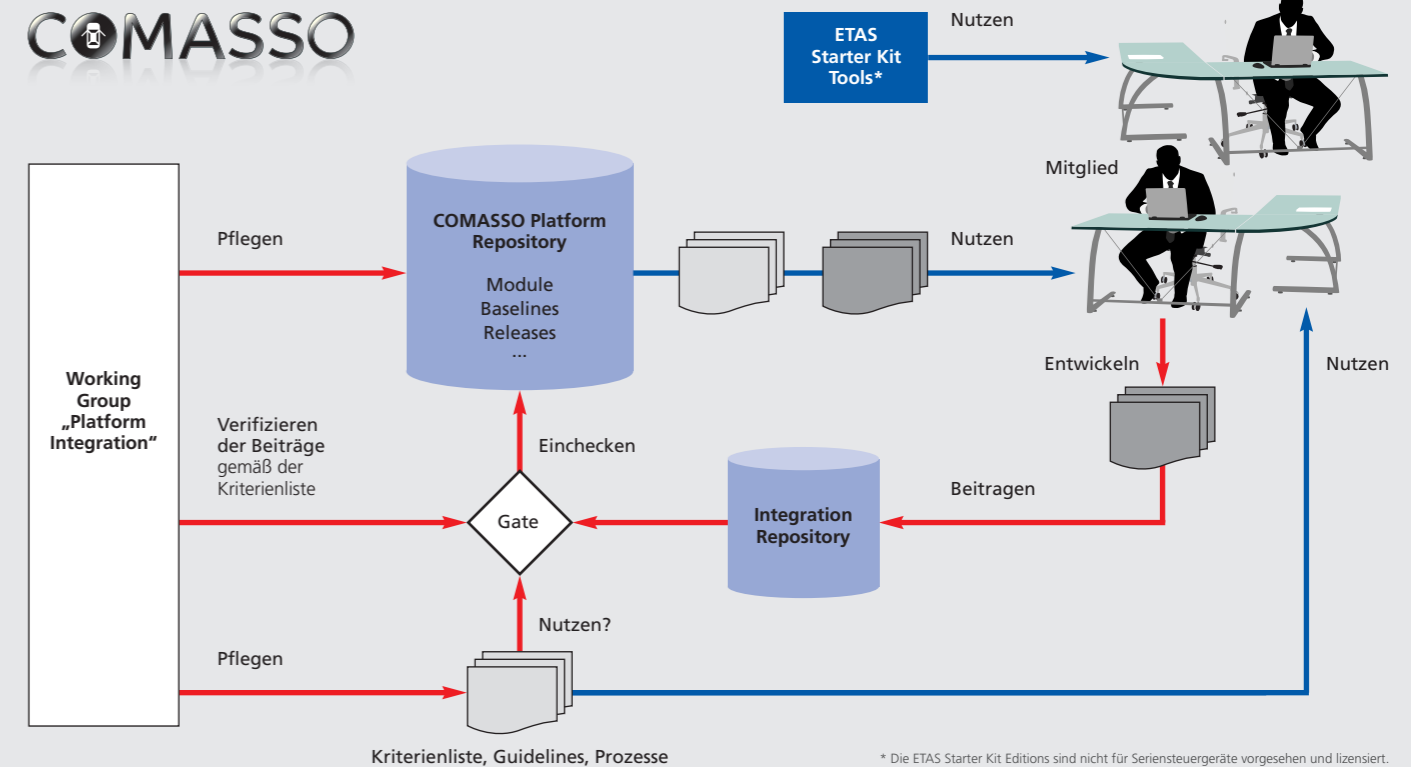 COMASSO
ETAS
Starter Kit
Tools*
Nutzen
Mitglied
Working
Group
„Platform
Integration“
Pflegen
COMASSO Platform
Repository
Module
Baselines
Releases
...
Nutzen
Entwickeln
Nutzen
Verifizieren
der Beiträge
gemäß der
Kriterienliste
Einchecken
Gate
Integration
Repository
Beitragen
Nutzen?
Pflegen
Kriterienliste, Guidelines, Prozesse
* Die ETAS Starter Kit Editions sind nicht für Seriensteuergeräte vorgesehen und lizensiert.